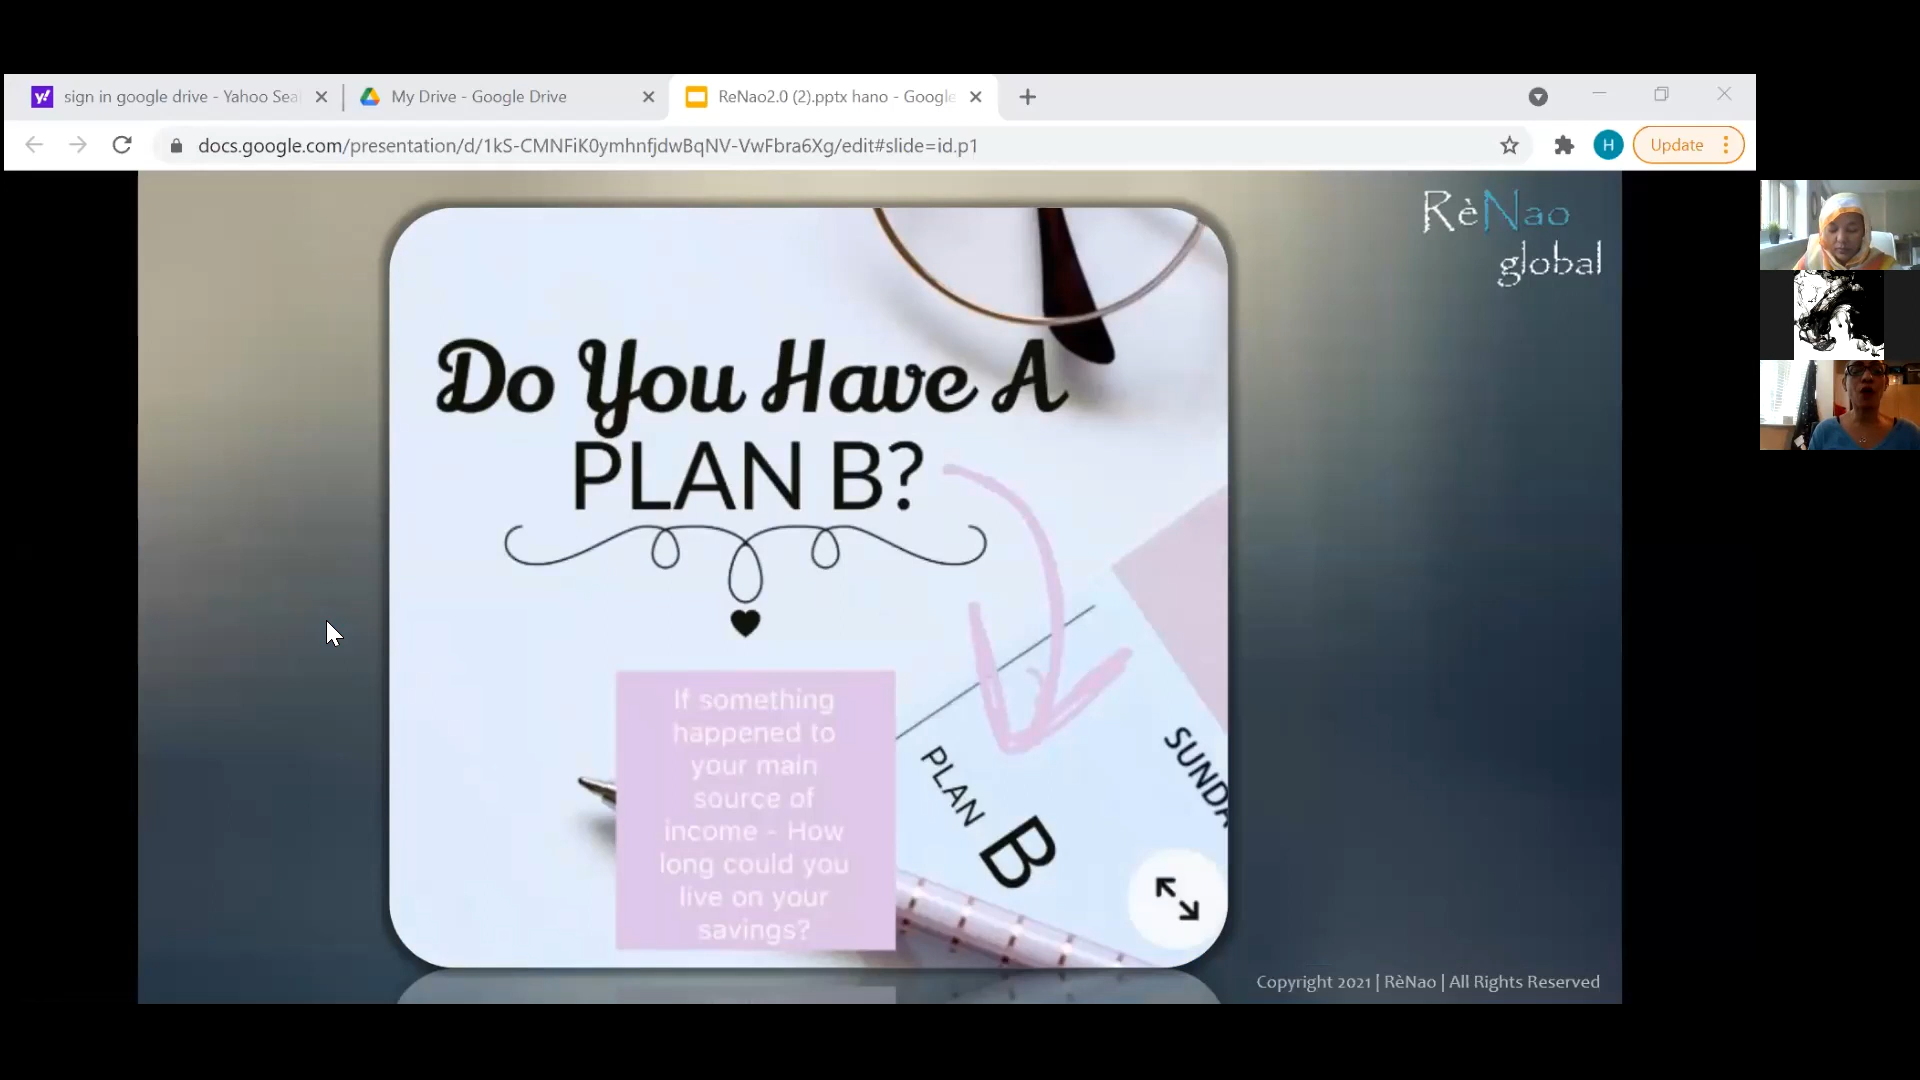 sign in google drive - Yahoo Sea
My Drive - Google Drive
ReNao2.0 (2).pptx hano - Google
docs.google.com/presentation/d/1kS-CMNFiK0ymhnfjdwBqNV-VwFbra6Xg/edit#slide=id.p1
H
Update
RèNao
global
Do You Have A
PLAN B?
If something
happened to
your main
source of
income - How
long could you
live on your
savings?
PLAN
B
SUNDA
Copyright 2021 | RèNao | All Rights Reserved